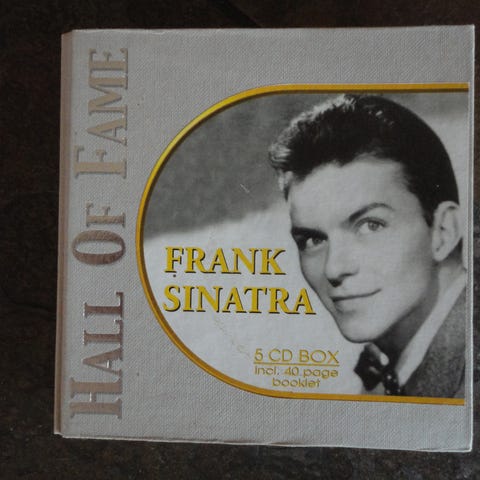 HALL OF FAME
FRANK
SINATRA
5 CD BOX
incl. 40 page
booklet